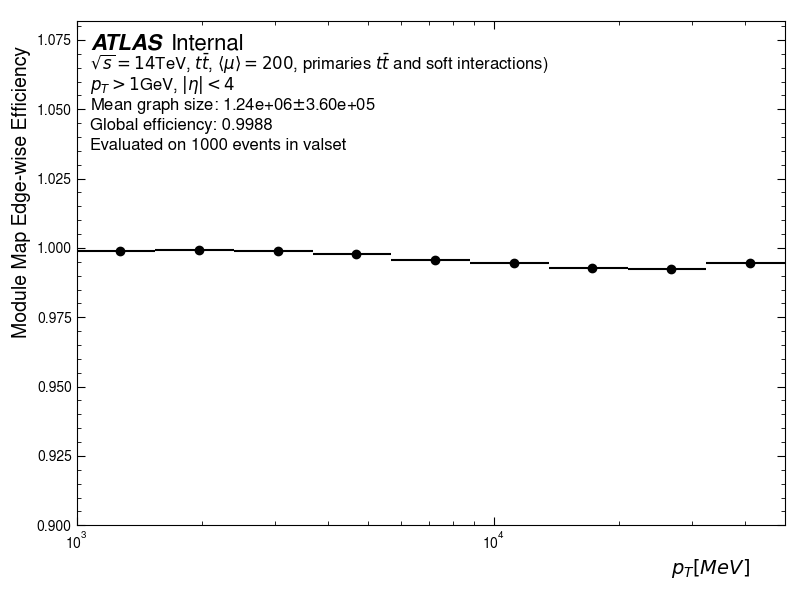 ATLAS Internal
√s = 14TeV, tt̄, ⟨μ⟩ = 200, primaries tt̄ and soft interactions)
p_T > 1GeV, |η| < 4
Mean graph size: 1.24e+06±3.60e+05
Global efficiency: 0.9988
Evaluated on 1000 events in valset
Module Map Edge-wise Efficiency
1.075
1.050
1.025
1.000
0.975
0.950
0.925
0.900
10³ 10⁴
p_T[MeV]